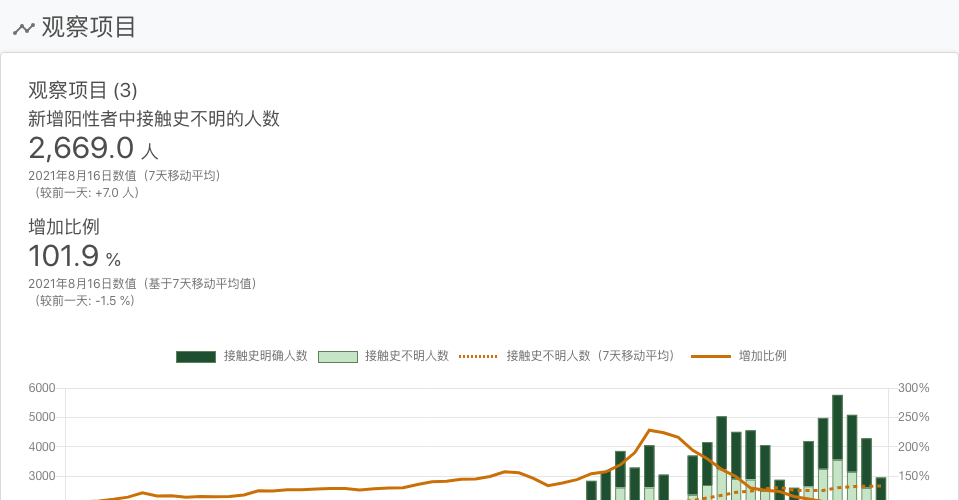 观察项目
观察项目 (3)
新增阳性者中接触史不明的人数
2,669.0 人
2021年8月16日数值（7天移动平均）
（较前一天: +7.0 人）
增加比例
101.9 %
2021年8月16日数值（基于7天移动平均值）
（较前一天: -1.5 %）
接触史明确人数 接触史不明人数 接触史不明人数（7天移动平均） 增加比例
6000 300%
5000 250%
4000 200%
3000 150%